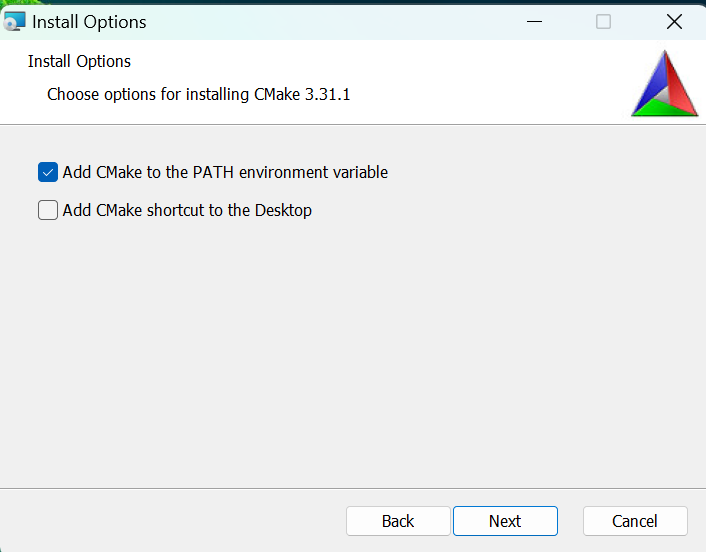 Install Options
Install Options
Choose options for installing CMake 3.31.1
Add CMake to the PATH environment variable
Add CMake shortcut to the Desktop
Back Next Cancel